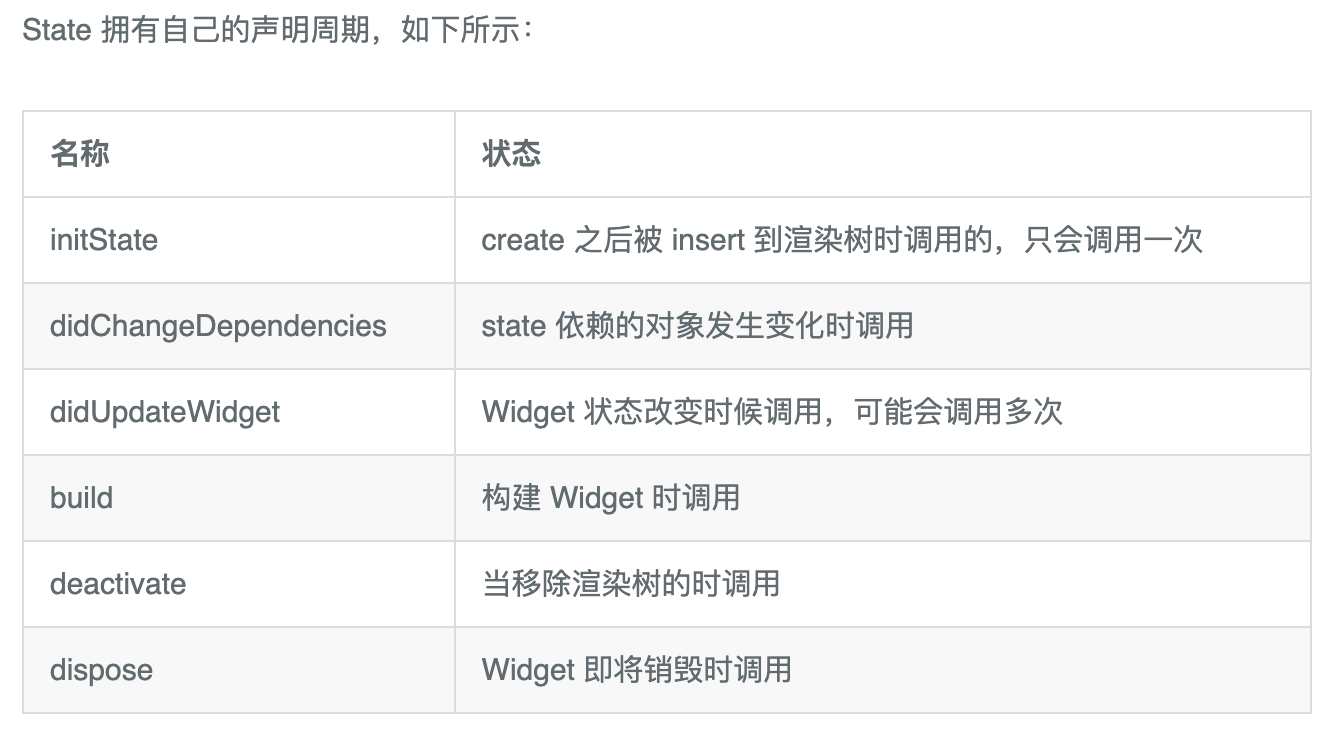 State 拥有自己的声明周期，如下所示：
名称 状态
initState create 之后被 insert 到渲染树时调用的，只会调用一次
didChangeDependencies state 依赖的对象发生变化时调用
didUpdateWidget Widget 状态改变时候调用，可能会调用多次
build 构建 Widget 时调用
deactivate 当移除渲染树的时调用
dispose Widget 即将销毁时调用